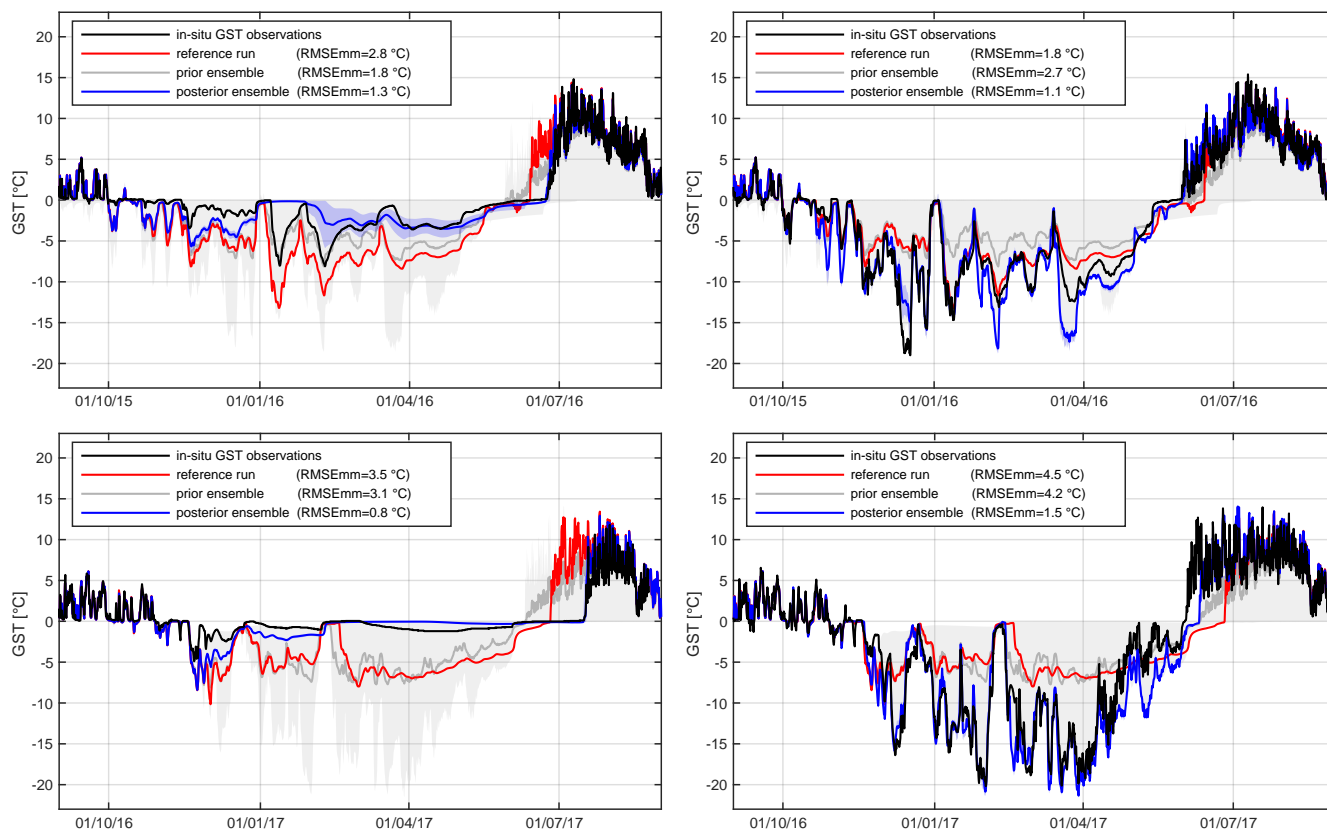 in-situ GST observations
reference run (RMSEmm=2.8 °C)
prior ensemble (RMSEmm=1.8 °C)
posterior ensemble (RMSEmm=1.3 °C)
20
15
10
5
0
-5
-10
-15
-20
GST [°C]
01/10/15 01/01/16 01/04/16 01/07/16
in-situ GST observations
reference run (RMSEmm=1.8 °C)
prior ensemble (RMSEmm=2.7 °C)
posterior ensemble (RMSEmm=1.1 °C)
20
15
10
5
0
-5
-10
-15
-20
GST [°C]
01/10/15 01/01/16 01/04/16 01/07/16
in-situ GST observations
reference run (RMSEmm=3.5 °C)
prior ensemble (RMSEmm=3.1 °C)
posterior ensemble (RMSEmm=0.8 °C)
20
15
10
5
0
-5
-10
-15
-20
GST [°C]
01/10/16 01/01/17 01/04/17 01/07/17
in-situ GST observations
reference run (RMSEmm=4.5 °C)
prior ensemble (RMSEmm=4.2 °C)
posterior ensemble (RMSEmm=1.5 °C)
20
15
10
5
0
-5
-10
-15
-20
GST [°C]
01/10/16 01/01/17 01/04/17 01/07/17